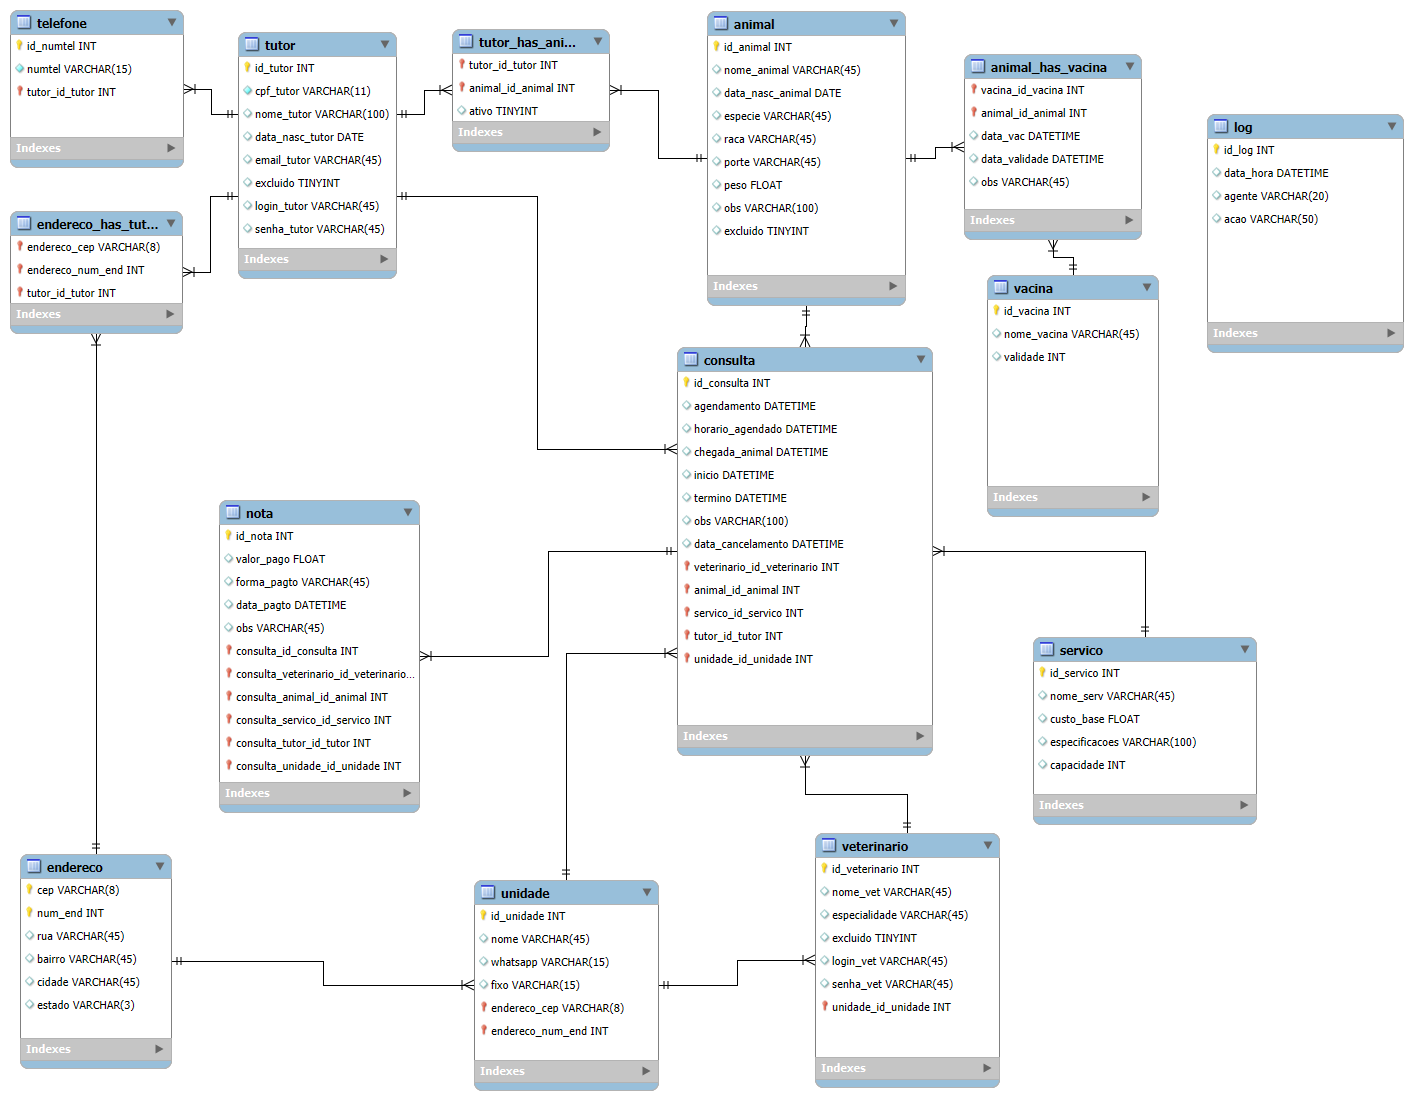 telefone
id_numtel INT
numtel VARCHAR(15)
tutor_id_tutor INT
Indexes
tutor
id_tutor INT
cpf_tutor VARCHAR(11)
nome_tutor VARCHAR(100)
data_nasc_tutor DATE
email_tutor VARCHAR(45)
excluido TINYINT
login_tutor VARCHAR(45)
senha_tutor VARCHAR(45)
Indexes
tutor_has_ani...
tutor_id_tutor INT
animal_id_animal INT
ativo TINYINT
Indexes
animal
id_animal INT
nome_animal VARCHAR(45)
data_nasc_animal DATE
especie VARCHAR(45)
raca VARCHAR(45)
porte VARCHAR(45)
peso FLOAT
obs VARCHAR(100)
excluido TINYINT
Indexes
animal_has_vacina
vacina_id_vacina INT
animal_id_animal INT
data_vac DATETIME
data_validade DATETIME
obs VARCHAR(45)
Indexes
log
id_log INT
data_hora DATETIME
agente VARCHAR(20)
acao VARCHAR(50)
Indexes
endereco_has_tut...
endereco_cep VARCHAR(8)
endereco_num_end INT
tutor_id_tutor INT
Indexes
vacina
id_vacina INT
nome_vacina VARCHAR(45)
validade INT
Indexes
consulta
id_consulta INT
agendamento DATETIME
horario_agendado DATETIME
chegada_animal DATETIME
inicio DATETIME
termino DATETIME
obs VARCHAR(100)
data_cancelamento DATETIME
veterinario_id_veterinario INT
animal_id_animal INT
servico_id_servico INT
tutor_id_tutor INT
unidade_id_unidade INT
Indexes
nota
id_nota INT
valor_pago FLOAT
forma_pagto VARCHAR(45)
data_pagto DATETIME
obs VARCHAR(45)
consulta_id_consulta INT
consulta_veterinario_id_veterinario...
consulta_animal_id_animal INT
consulta_servico_id_servico INT
consulta_tutor_id_tutor INT
consulta_unidade_id_unidade INT
Indexes
servico
id_servico INT
nome_serv VARCHAR(45)
custo_base FLOAT
especificacoes VARCHAR(100)
capacidade INT
Indexes
endereco
cep VARCHAR(8)
num_end INT
rua VARCHAR(45)
bairro VARCHAR(45)
cidade VARCHAR(45)
estado VARCHAR(3)
Indexes
unidade
id_unidade INT
nome VARCHAR(45)
whatsapp VARCHAR(15)
fixo VARCHAR(15)
endereco_cep VARCHAR(8)
endereco_num_end INT
Indexes
veterinario
id_veterinario INT
nome_vet VARCHAR(45)
especialidade VARCHAR(45)
excluido TINYINT
login_vet VARCHAR(45)
senha_vet VARCHAR(45)
unidade_id_unidade INT
Indexes